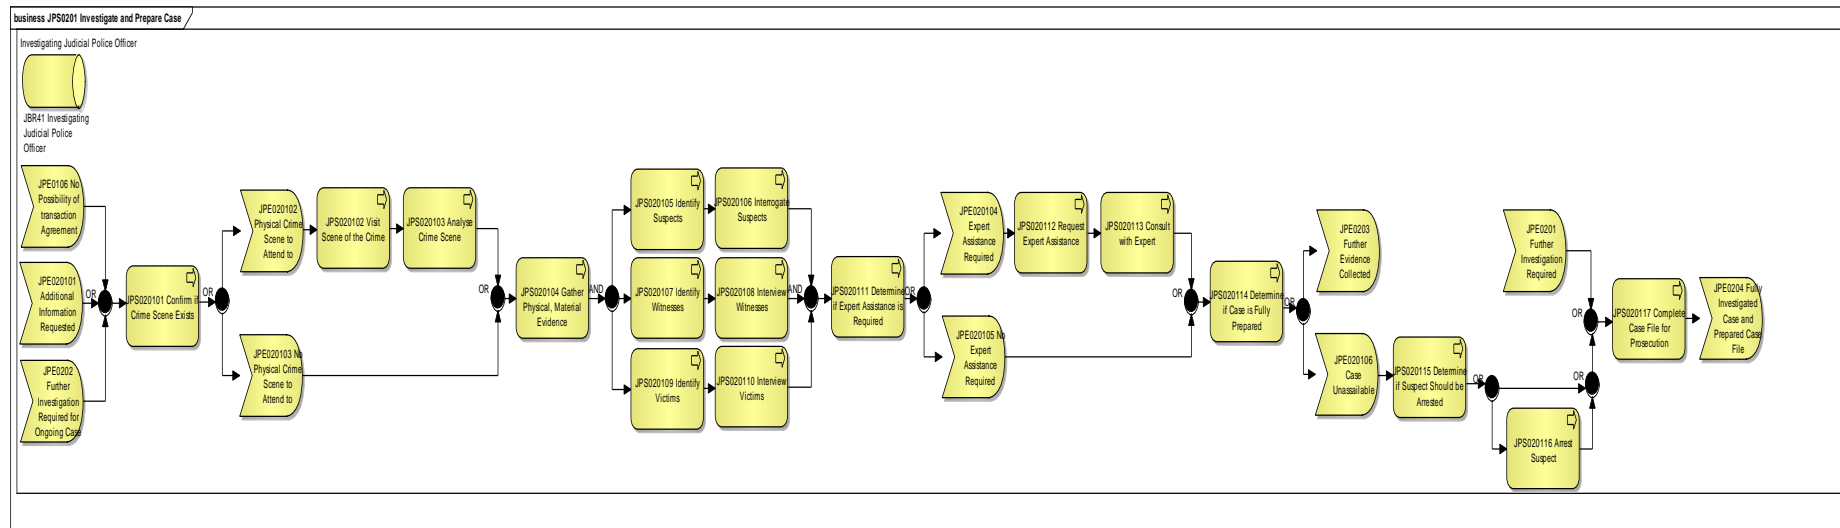 business JPS0201 Investigate and Prepare Case
Investigating Judicial Police Officer
JBR41 Investigating
Judicial Police
Officer
JPE0106 No
Possibility of
transaction
Agreement
JPE020101
Additional
Information
Requested
JPE0202
Further
Investigation
Required for
Ongoing Case
OR
JPS020101 Confirm if
Crime Scene Exists
OR
JPE020102
Physical Crime
Scene to
Attend to
JPS020102 Visit
Scene of the Crime
JPS020103 Analyse
Crime Scene
JPE020103 No
Physical Crime
Scene to
Attend to
OR
JPS020104 Gather
Physical, Material
Evidence
AND
JPS020105 Identify
Suspects
JPS020106 Interrogate
Suspects
JPS020107 Identify
Witnesses
JPS020108 Interview
Witnesses
JPS020109 Identify
Victims
JPS020110 Interview
Victims
AND
JPS020111 Determine
if Expert Assistance is
Required
OR
JPE020104
Expert
Assistance
Required
JPS020112 Request
Expert Assistance
JPS020113 Consult
with Expert
JPE020105 No
Expert
Assistance
Required
OR
JPS020114 Determine
if Case is Fully
Prepared
OR
JPE0203
Further
Evidence
Collected
JPE020106
Case
Unassailable
JPS020115 Determine
if Suspect Should be
Arrested
OR
JPS020116 Arrest
Suspect
OR
JPE0201
Further
Investigation
Required
OR
JPS020117 Complete
Case File for
Prosecution
JPE0204 Fully
Investigated
Case and
Prepared Case
File